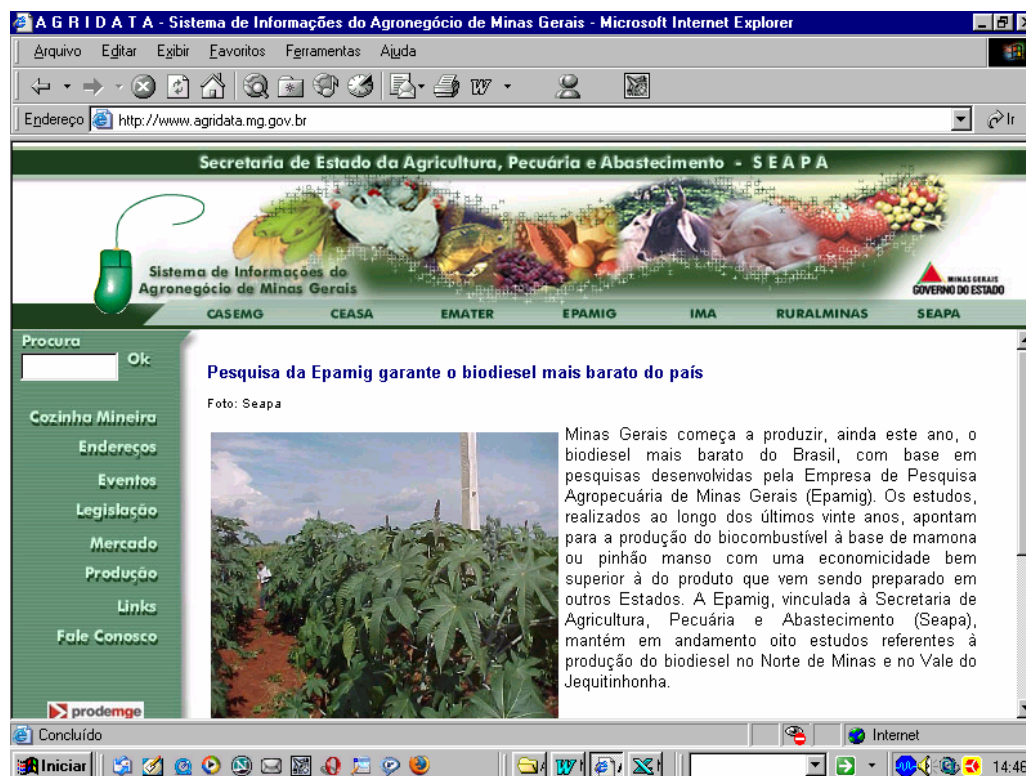 A G R I D A T A - Sistema de Informações do Agronegócio de Minas Gerais - Microsoft Internet Explorer
Arquivo Editar Exibir Favoritos Ferramentas Ajuda
Endereço http://www.agridata.mg.gov.br Ir
Secretaria de Estado da Agricultura, Pecuária e Abastecimento - S E A P A
Sistema de Informações do
Agronegócio de Minas Gerais
MINAS GERAIS
GOVERNO DO ESTADO
CASEMG CEASA EMATER EPAMIG IMA RURALMINAS SEAPA
Procura
Ok
Cozinha Mineira
Endereços
Eventos
Legislação
Mercado
Produção
Links
Fale Conosco
prodemge
Pesquisa da Epamig garante o biodiesel mais barato do país
Foto: Seapa
Minas Gerais começa a produzir, ainda este ano, o
biodiesel mais barato do Brasil, com base em
pesquisas desenvolvidas pela Empresa de Pesquisa
Agropecuária de Minas Gerais (Epamig). Os estudos,
realizados ao longo dos últimos vinte anos, apontam
para a produção do biocombustível à base de mamona
ou pinhão manso com uma economicidade bem
superior à do produto que vem sendo preparado em
outros Estados. A Epamig, vinculada à Secretaria de
Agricultura, Pecuária e Abastecimento (Seapa),
mantém em andamento oito estudos referentes à
produção do biodiesel no Norte de Minas e no Vale do
Jequitinhonha.
Concluído Internet
Iniciar 14:46